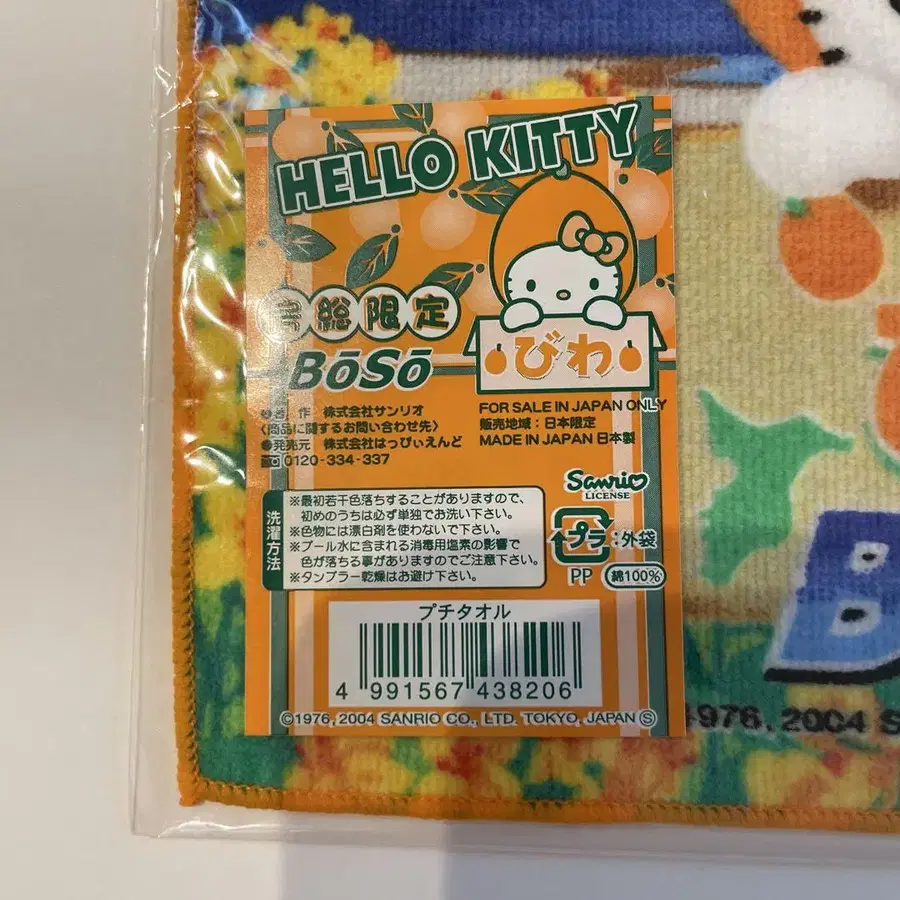 HELLO KITTY
房総限定
BōSō
びわ
●著 作 株式会社サンリオ
〈商品に関するお問い合わせ先〉
●発売元 株式会社はっぴぃえんど
0120-334-337
FOR SALE IN JAPAN ONLY
販売地域：日本限定
MADE IN JAPAN 日本製
Sanrio
LICENSE
プラ：外袋
PP 綿100%
洗濯方法
※最初若干色落ちすることがありますので、
初めのうちは必ず単独でお洗い下さい。
※色物には漂白剤を使わないで下さい。
※プール水に含まれる消毒用塩素の影響で
色が落ちる事がありますのでご注意下さい。
※タンブラー乾燥はお避け下さい。
プチタオル
4 991567 438206
©1976, 2004 SANRIO CO., LTD. TOKYO, JAPAN Ⓢ
B
1976, 2004 S